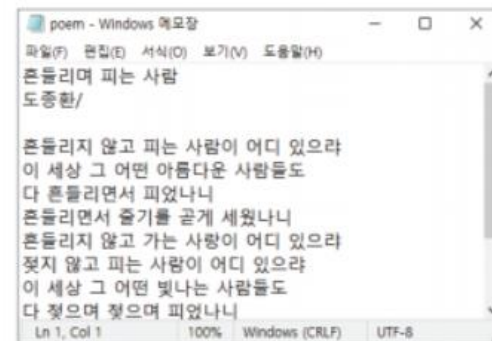 poem - Windows 메모장
파일(F) 편집(E) 서식(O) 보기(V) 도움말(H)
흔들리며 피는 사람
도종환/
흔들리지 않고 피는 사람이 어디 있으랴
이 세상 그 어떤 아름다운 사람들도
다 흔들리면서 피었나니
흔들리면서 줄기를 곧게 세웠나니
흔들리지 않고 가는 사랑이 어디 있으랴
젖지 않고 피는 사람이 어디 있으랴
이 세상 그 어떤 빛나는 사람들도
다 젖으며 젖으며 피었나니
Ln 1, Col 1 100% Windows (CRLF) UTF-8